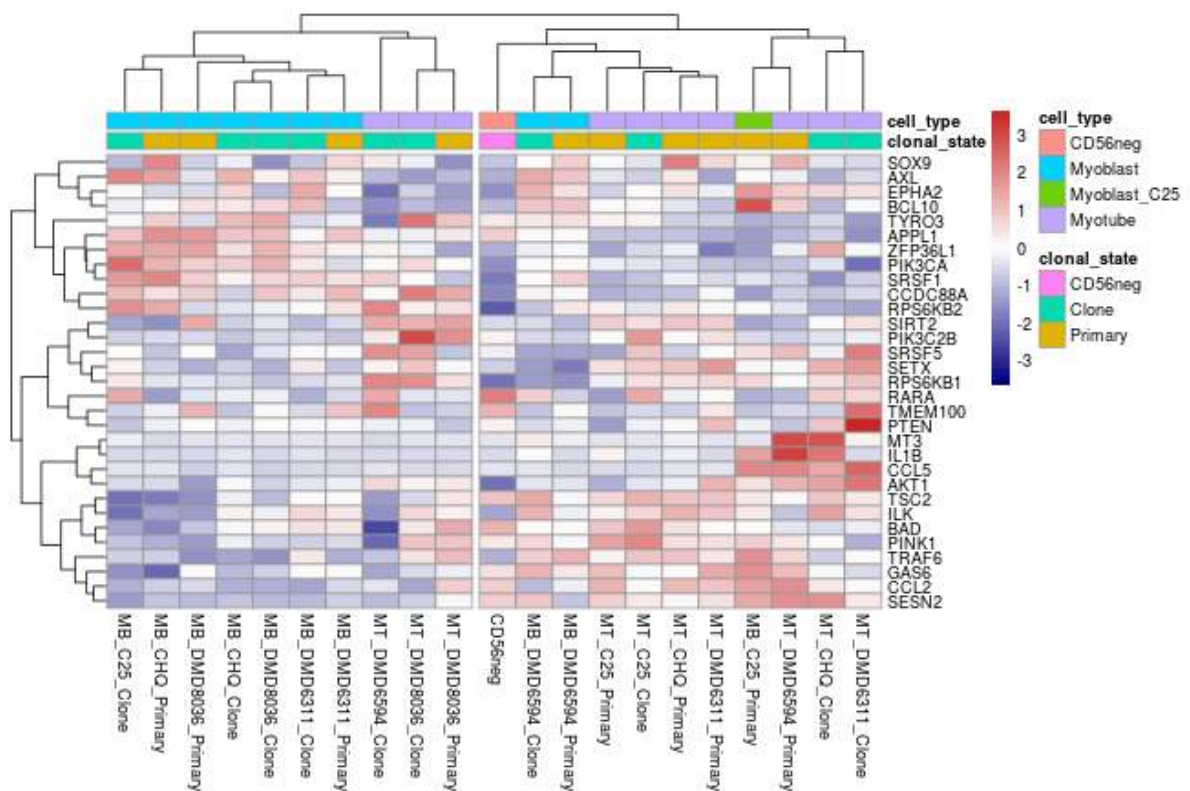 cell_type
clonal_state
SOX9
AXL
EPHA2
BCL10
TYRO3
APPL1
ZFP36L1
PIK3CA
SRSF1
CCDC88A
RPS6KB2
SIRT2
PIK3C2B
SRSF5
SETX
RPS6KB1
RARA
TMEM100
PTEN
MT3
IL1B
CCL5
AKT1
TSC2
ILK
BAD
PINK1
TRAF6
GAS6
CCL2
SESN2
MB_C25_Clone
MB_CHQ_Primary
MB_DMD8036_Primary
MB_CHQ_Clone
MB_DMD8036_Clone
MB_DMD6311_Clone
MB_DMD6311_Primary
MT_DMD6594_Clone
MT_DMD8036_Clone
MT_DMD8036_Primary
CD56neg
MB_DMD6594_Clone
MB_DMD6594_Primary
MT_C25_Primary
MT_C25_Clone
MT_CHQ_Primary
MT_DMD6311_Primary
MB_C25_Primary
MT_DMD6594_Primary
MT_CHQ_Clone
MT_DMD6311_Clone
3
2
1
0
-1
-2
-3
cell_type
CD56neg
Myoblast
Myoblast_C25
Myotube
clonal_state
CD56neg
Clone
Primary